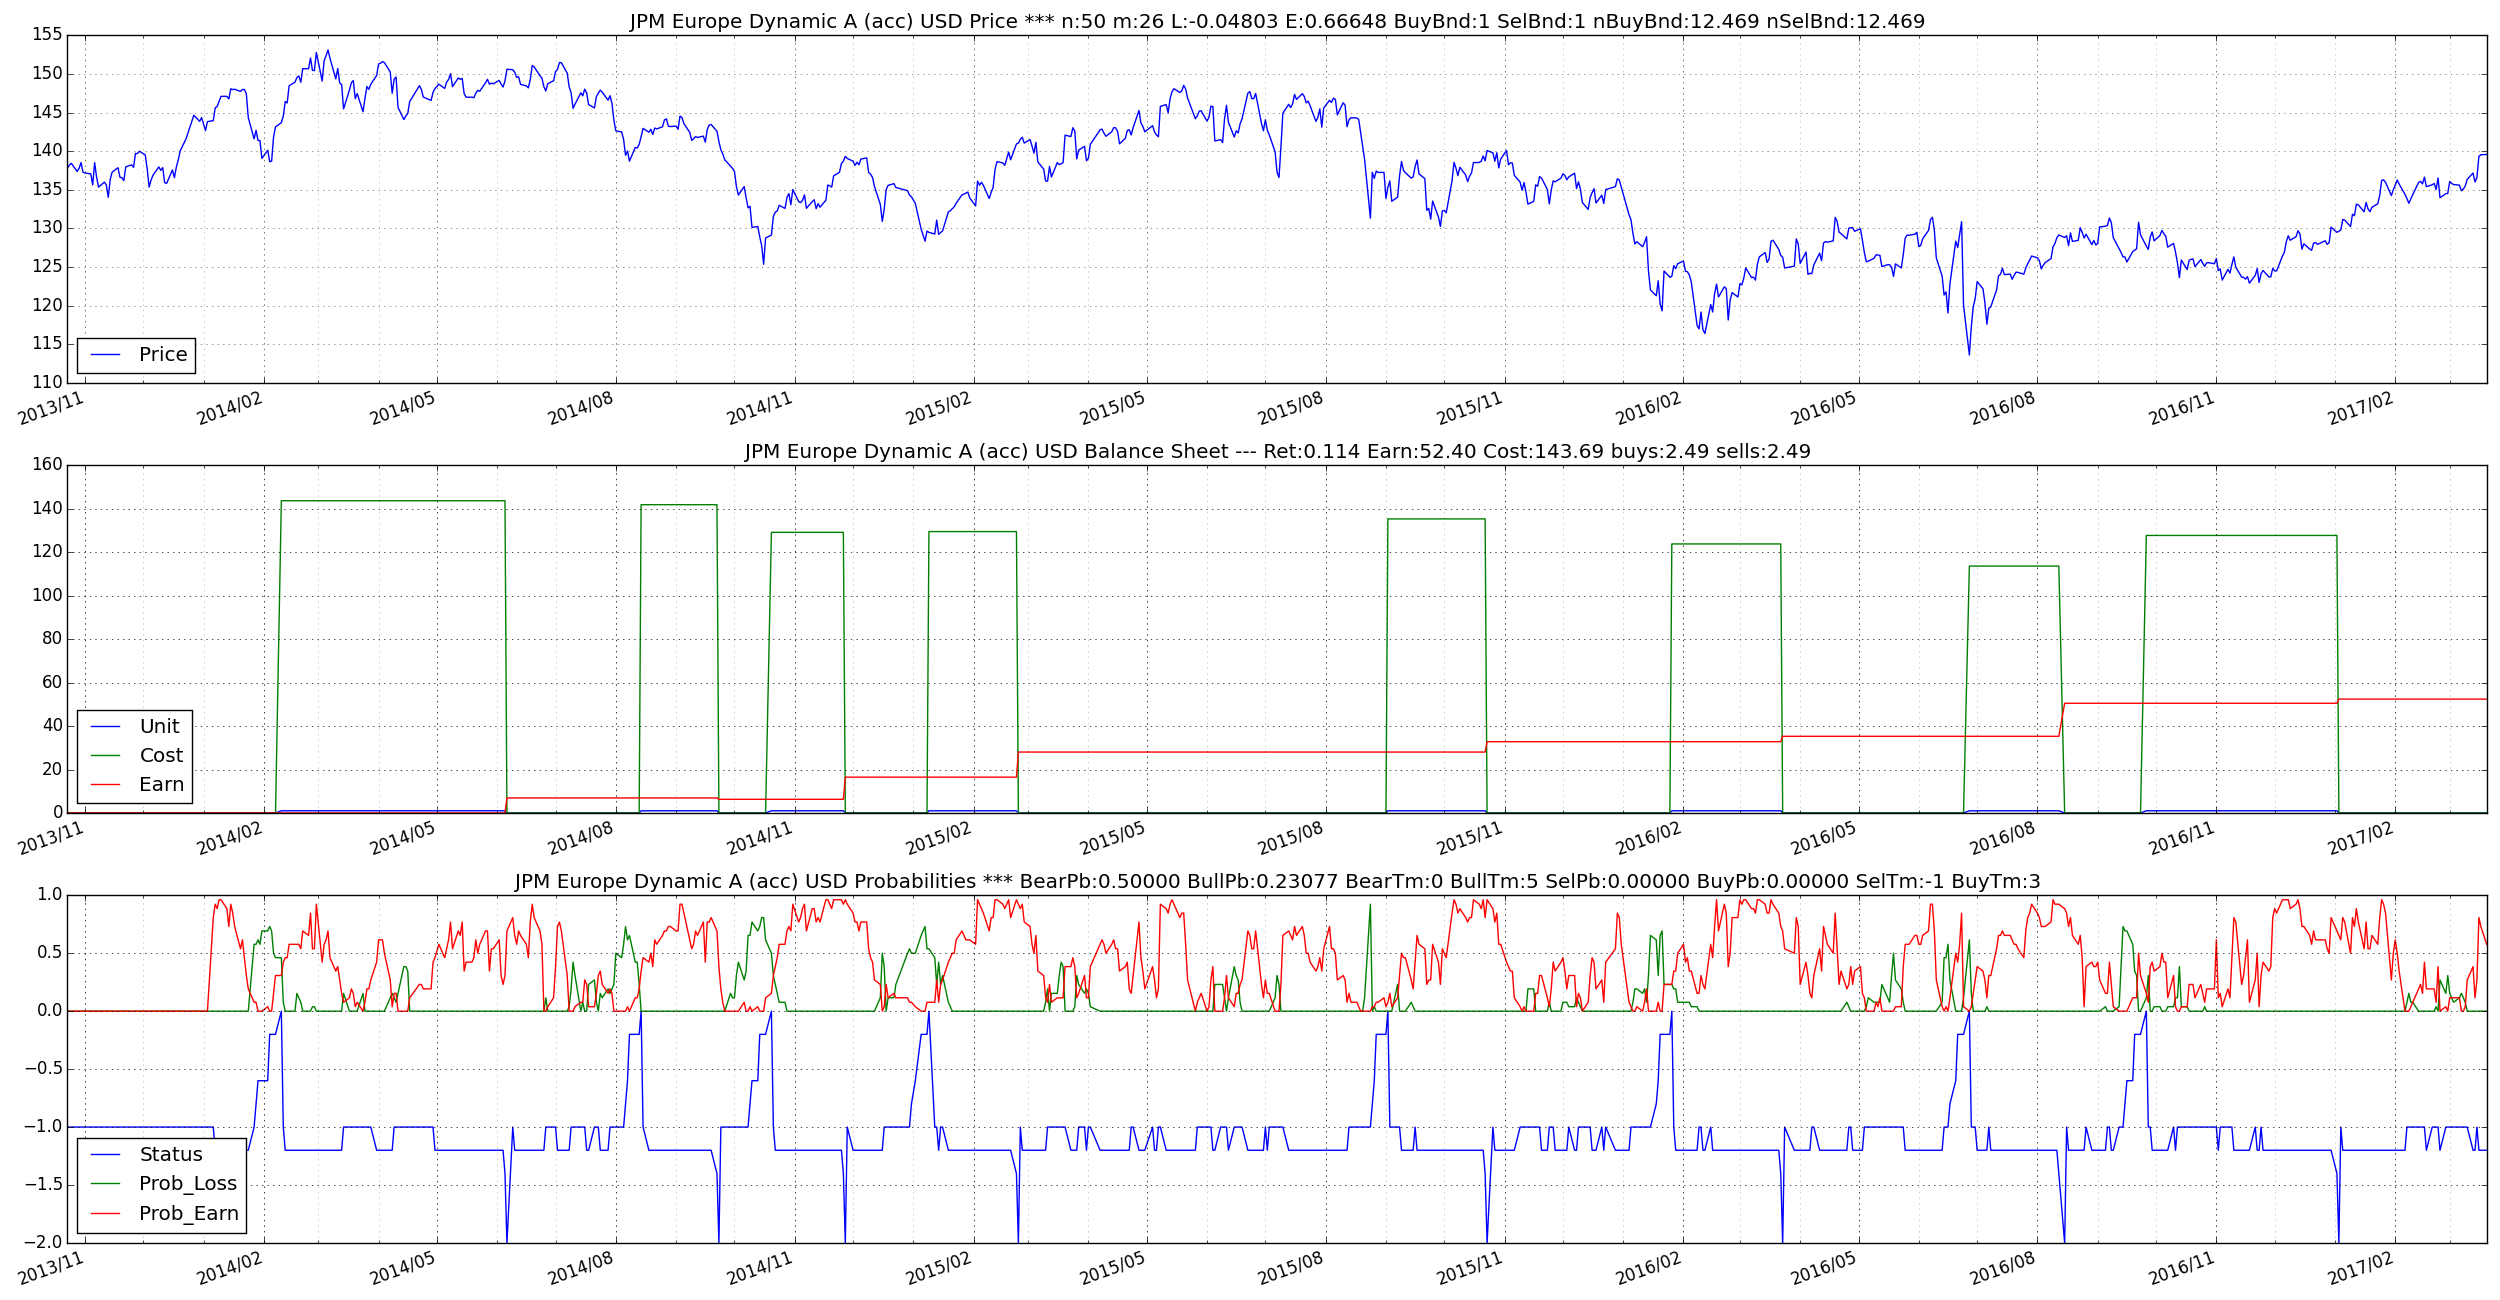 JPM Europe Dynamic A (acc) USD Price *** n:50 m:26 L:-0.04803 E:0.66648 BuyBnd:1 SelBnd:1 nBuyBnd:12.469 nSelBnd:12.469
155
150
145
140
135
130
125
120
115
110
Price
2013/11 2014/02 2014/05 2014/08 2014/11 2015/02 2015/05 2015/08 2015/11 2016/02 2016/05 2016/08 2016/11 2017/02
JPM Europe Dynamic A (acc) USD Balance Sheet --- Ret:0.114 Earn:52.40 Cost:143.69 buys:2.49 sells:2.49
160
140
120
100
80
60
40
20
0
Unit
Cost
Earn
2013/11 2014/02 2014/05 2014/08 2014/11 2015/02 2015/05 2015/08 2015/11 2016/02 2016/05 2016/08 2016/11 2017/02
JPM Europe Dynamic A (acc) USD Probabilities *** BearPb:0.50000 BullPb:0.23077 BearTm:0 BullTm:5 SelPb:0.00000 BuyPb:0.00000 SelTm:-1 BuyTm:3
1.0
0.5
0.0
−0.5
−1.0
−1.5
−2.0
Status
Prob_Loss
Prob_Earn
2013/11 2014/02 2014/05 2014/08 2014/11 2015/02 2015/05 2015/08 2015/11 2016/02 2016/05 2016/08 2016/11 2017/02